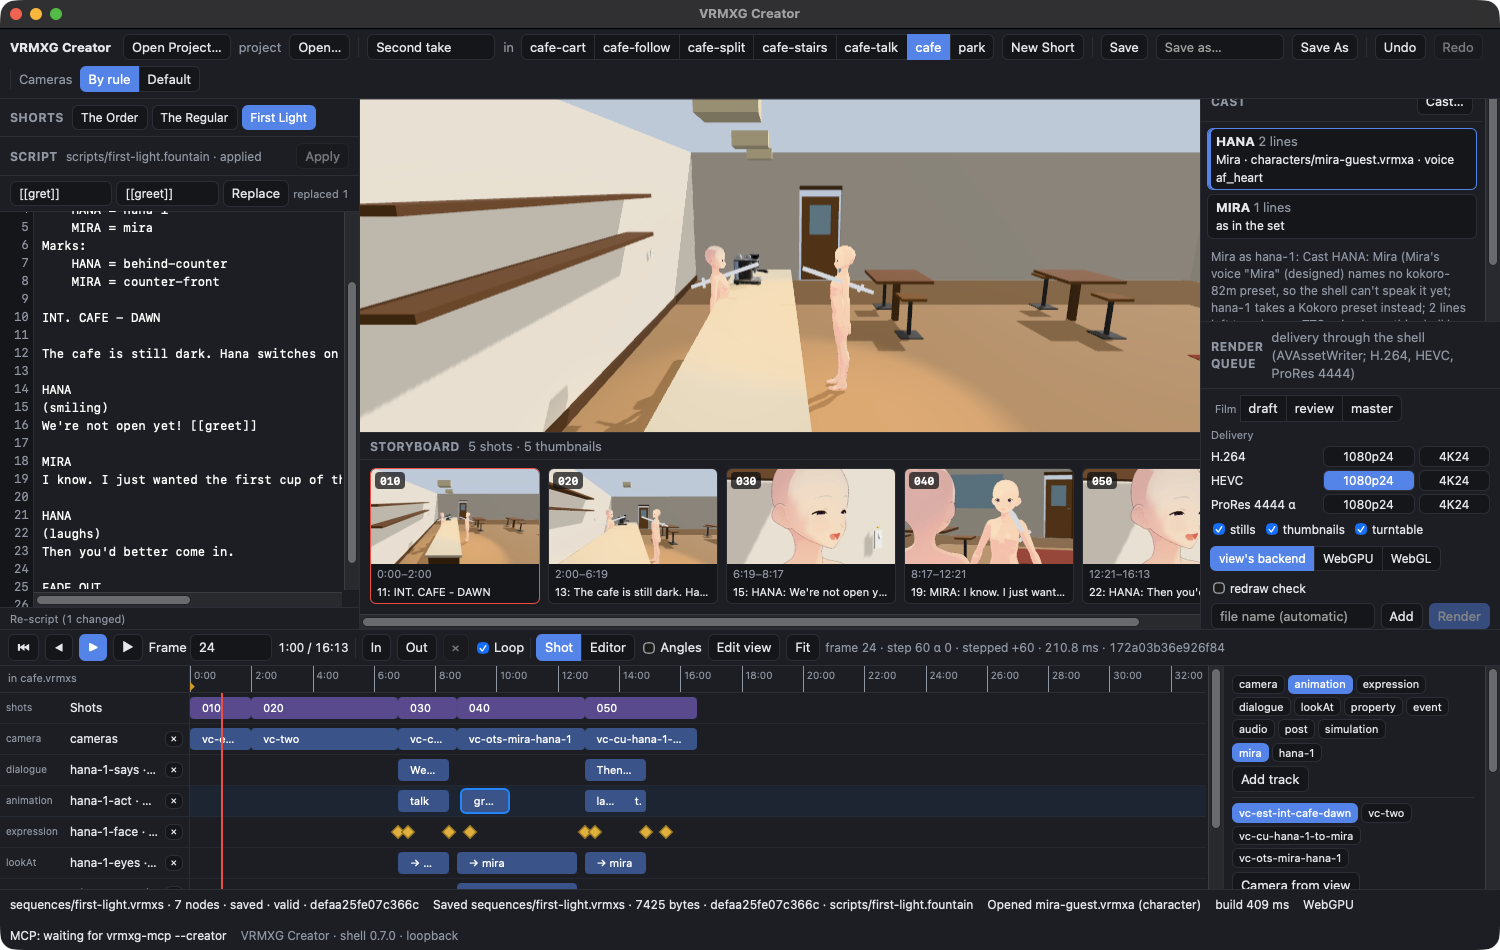 VRMXG Creator
VRMXG Creator Open Project... project Open... Second take in cafe-cart cafe-follow cafe-split cafe-stairs cafe-talk cafe park New Short Save Save as... Save As Undo Redo
Cameras By rule Default
SHORTS The Order The Regular First Light
SCRIPT scripts/first-light.fountain · applied Apply
[[gret]] [[greet]] Replace replaced 1
5 MIRA = mira
6 Marks:
7 HANA = behind-counter
8 MIRA = counter-front
9
10 INT. CAFE – DAWN
11
12 The cafe is still dark. Hana switches on
13
14 HANA
15 (smiling)
16 We're not open yet! [[greet]]
17
18 MIRA
19 I know. I just wanted the first cup of th
20
21 HANA
22 (laughs)
23 Then you'd better come in.
24
25 FADE OUT
26
Re-script (1 changed)
STORYBOARD 5 shots · 5 thumbnails
010
0:00–2:00
11: INT. CAFE - DAWN
020
2:00–6:19
13: The cafe is still dark. Ha...
030
6:19–8:17
15: HANA: We're not open y...
040
8:17–12:21
19: MIRA: I know. I just want...
050
12:21–16:13
22: HANA: Then you'
CAST Cast...
HANA 2 lines
Mira · characters/mira-guest.vrmxa · voice
af_heart
MIRA 1 lines
as in the set
Mira as hana-1: Cast HANA: Mira (Mira's
voice "Mira" (designed) names no kokoro-
82m preset, so the shell can't speak it yet;
hana-1 takes a Kokoro preset instead; 2 lines
RENDER QUEUE
delivery through the shell
(AVAssetWriter; H.264, HEVC,
ProRes 4444)
Film draft review master
Delivery
H.264 1080p24 4K24
HEVC 1080p24 4K24
ProRes 4444 α 1080p24 4K24
stills thumbnails turntable
view's backend WebGPU WebGL
redraw check
file name (automatic) Add Render
Frame 24 1:00 / 16:13 In Out × Loop Shot Editor Angles Edit view Fit frame 24 · step 60 α 0 · stepped +60 · 210.8 ms · 172a03b36e926f84
in cafe.vrmxs 0:00 2:00 4:00 6:00 8:00 10:00 12:00 14:00 16:00 18:00 20:00 22:00 24:00 26:00 28:00 30:00 32:00
shots Shots 010 020 030 040 050
camera cameras × vc-e... vc-two vc-c... vc-ots-mira-hana-1 vc-cu-hana-1-...
dialogue hana-1-says ·... × We... Then...
animation hana-1-act · ... × talk gr... la... t.
expression hana-1-face · ... ×
lookAt hana-1-eyes ·... × → ... → mira → mira
camera animation expression
dialogue lookAt property event
audio post simulation
mira hana-1
Add track
vc-est-int-cafe-dawn vc-two
vc-cu-hana-1-to-mira
vc-ots-mira-hana-1
Camera from view
sequences/first-light.vrmxs · 7 nodes · saved · valid · defaa25fe07c366c Saved sequences/first-light.vrmxs · 7425 bytes · defaa25fe07c366c · scripts/first-light.fountain Opened mira-guest.vrmxa (character) build 409 ms WebGPU
MCP: waiting for vrmxg-mcp --creator VRMXG Creator · shell 0.7.0 · loopback